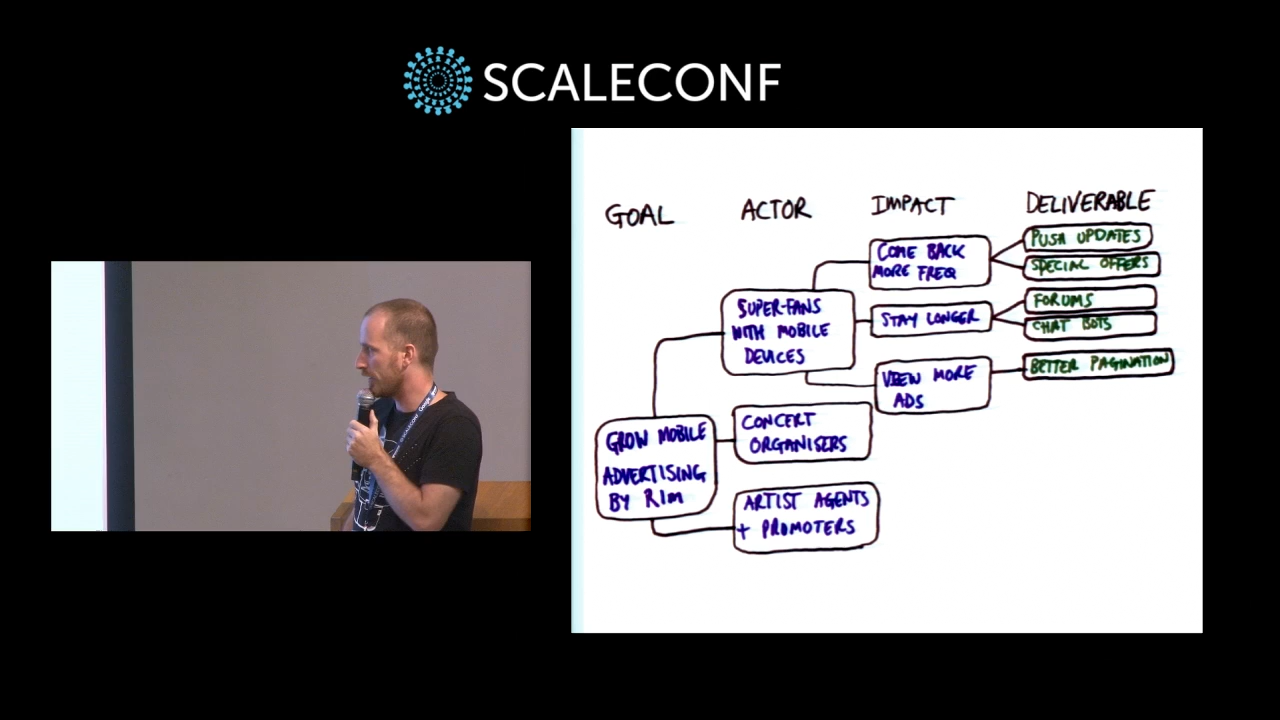 SCALECONF
GOAL
ACTOR
IMPACT
DELIVERABLE
COME BACK
MORE FREQ
PUSH UPDATES
SPECIAL OFFERS
SUPER-FANS
WITH MOBILE
DEVICES
STAY LONGER
FORUMS
CHAT BOTS
VIEW MORE
ADS
BETTER PAGINATION
GROW MOBILE
ADVERTISING
BY R1m
CONCERT
ORGANISERS
ARTIST AGENTS
+ PROMOTERS